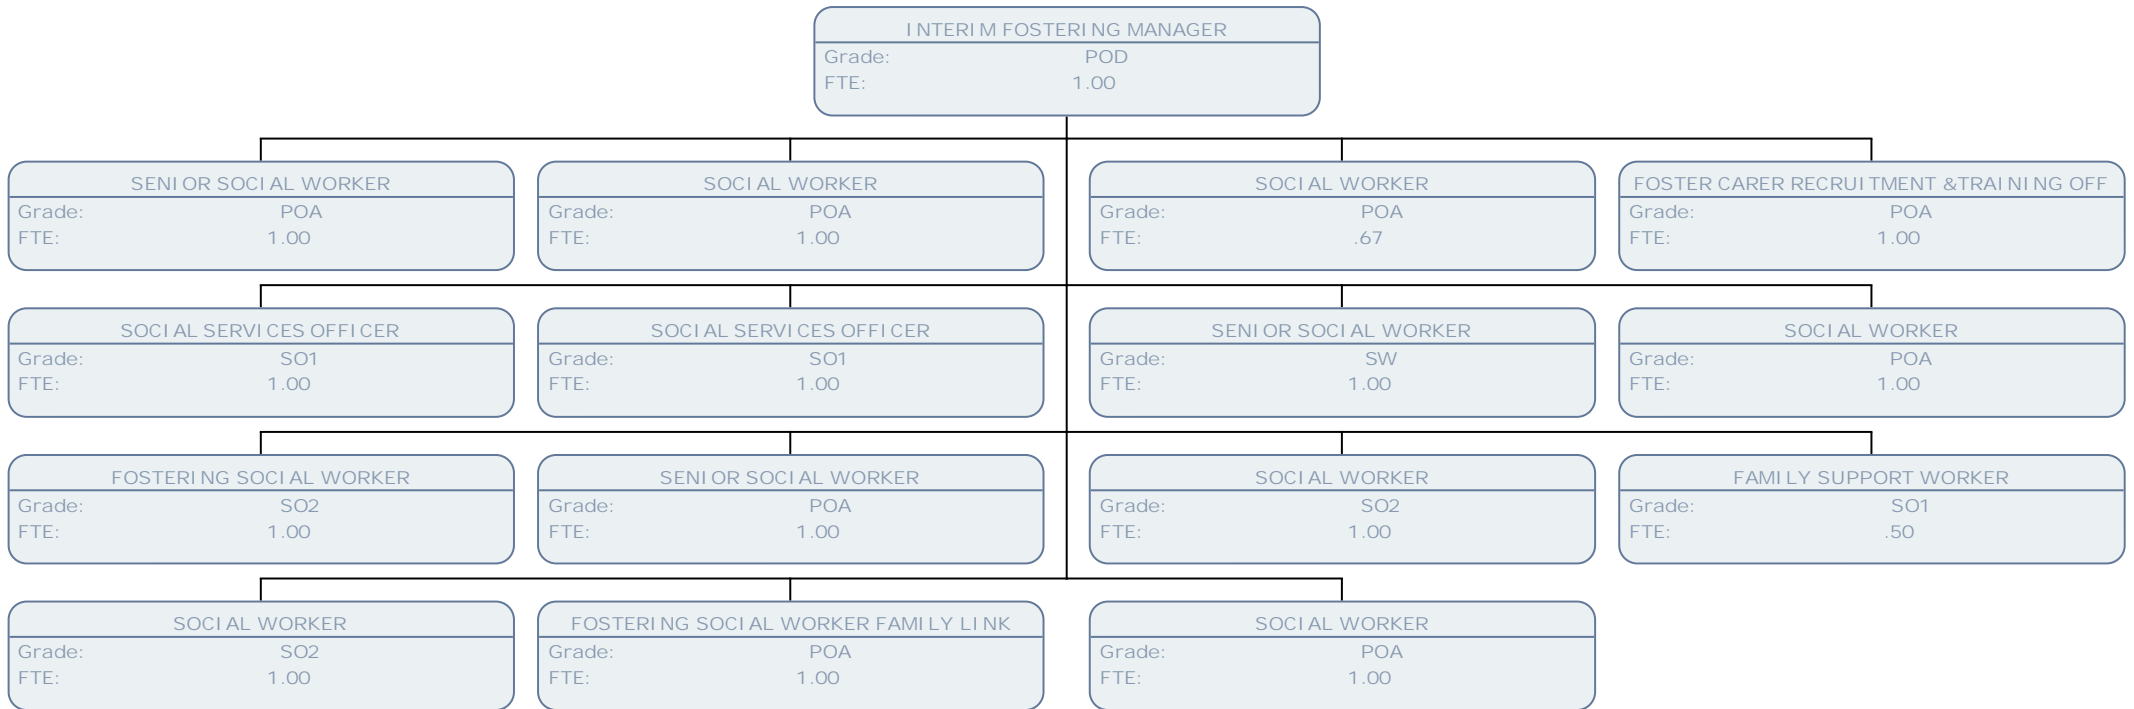 INTERIM FOSTERING MANAGER
Grade: POD
FTE: 1.00
SENIOR SOCIAL WORKER
Grade: POA
FTE: 1.00
SOCIAL WORKER
Grade: POA
FTE: 1.00
SOCIAL WORKER
Grade: POA
FTE: .67
FOSTER CARER RECRUITMENT &TRAINING OFF
Grade: POA
FTE: 1.00
SOCIAL SERVICES OFFICER
Grade: SO1
FTE: 1.00
SOCIAL SERVICES OFFICER
Grade: SO1
FTE: 1.00
SENIOR SOCIAL WORKER
Grade: SW
FTE: 1.00
SOCIAL WORKER
Grade: POA
FTE: 1.00
FOSTERING SOCIAL WORKER
Grade: SO2
FTE: 1.00
SENIOR SOCIAL WORKER
Grade: POA
FTE: 1.00
SOCIAL WORKER
Grade: SO2
FTE: 1.00
FAMILY SUPPORT WORKER
Grade: SO1
FTE: .50
SOCIAL WORKER
Grade: SO2
FTE: 1.00
FOSTERING SOCIAL WORKER FAMILY LINK
Grade: POA
FTE: 1.00
SOCIAL WORKER
Grade: POA
FTE: 1.00